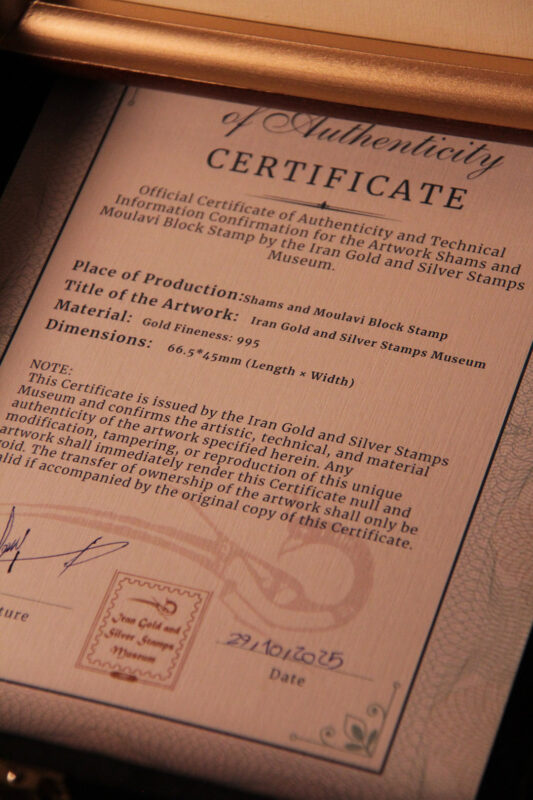 of Authenticity
CERTIFICATE
Official Certificate of Authenticity and Technical
Information Confirmation for the Artwork Shams and
Moulavi Block Stamp by the Iran Gold and Silver Stamps
Museum.
Place of Production: Shams and Moulavi Block Stamp
Title of the Artwork: Iran Gold and Silver Stamps Museum
Material: Gold Fineness: 995
Dimensions: 66.5*45mm (Length × Width)
NOTE:
This Certificate is issued by the Iran Gold and Silver Stamps
Museum and confirms the artistic, technical, and material
authenticity of the artwork specified herein. Any
modification, tampering, or reproduction of this unique
artwork shall immediately render this Certificate null and
oid. The transfer of ownership of the artwork shall only be
alid if accompanied by the original copy of this Certificate.
ture
Iran Gold and
Silver Stamps
Museum
29,10,2025
Date